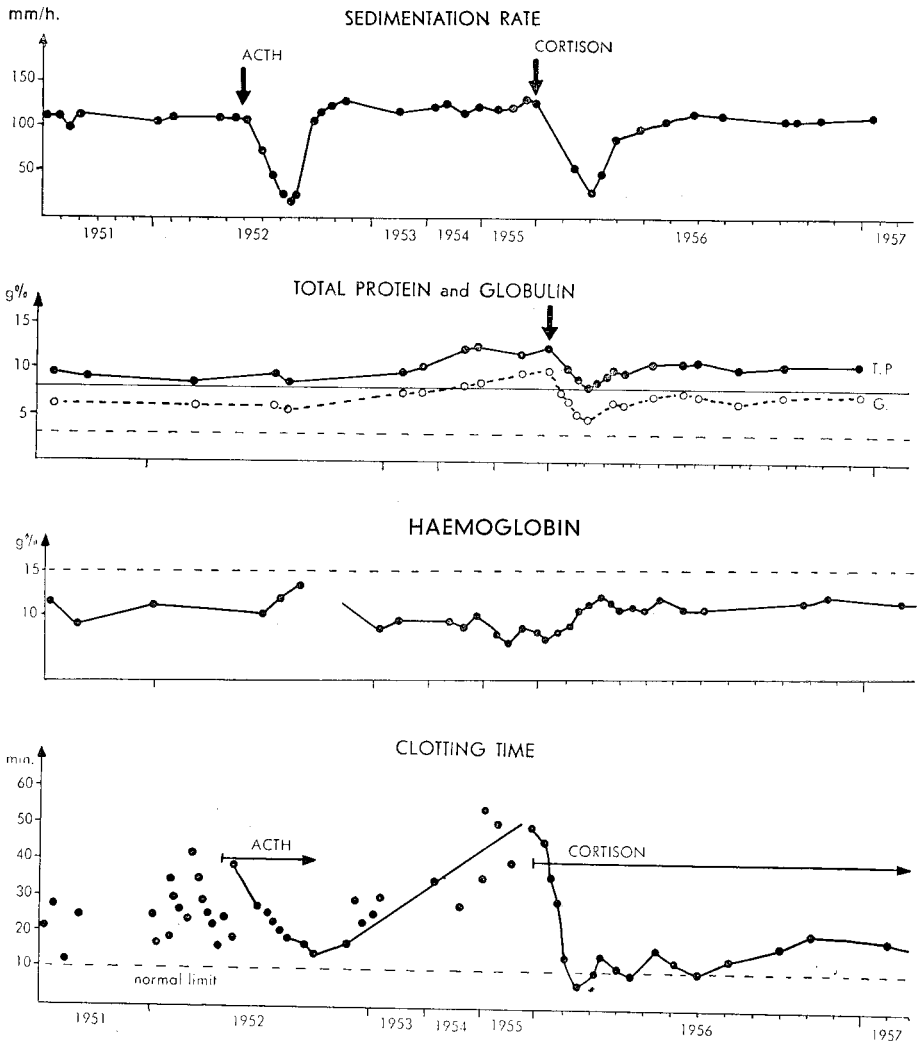 mm/h.
SEDIMENTATION RATE
ACTH
CORTISON
150
100
50
1951 1952 1953 1954 1955 1956 1957
g%
TOTAL PROTEIN and GLOBULIN
15
10
5
T.P
G.
HAEMOGLOBIN
g%
15
10
CLOTTING TIME
min.
60
50
40
30
20
10
ACTH
CORTISON
normal limit
1951 1952 1953 1954 1955 1956 1957